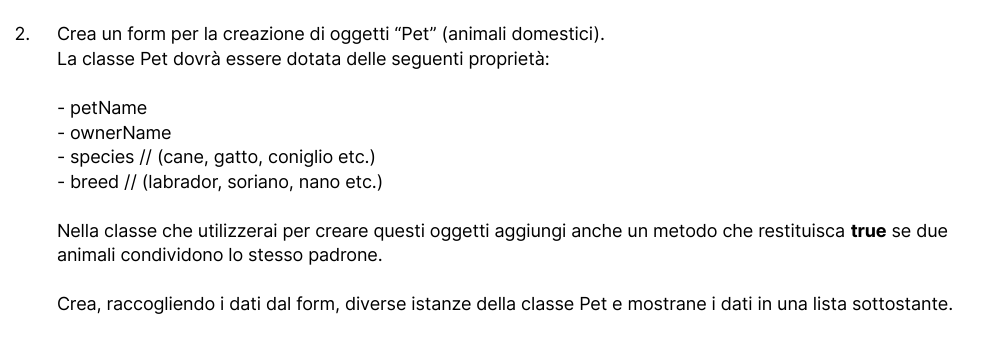 2. Crea un form per la creazione di oggetti “Pet” (animali domestici).
La classe Pet dovrà essere dotata delle seguenti proprietà:
- petName
- ownerName
- species // (cane, gatto, coniglio etc.)
- breed // (labrador, soriano, nano etc.)
Nella classe che utilizzerai per creare questi oggetti aggiungi anche un metodo che restituisca true se due
animali condividono lo stesso padrone.
Crea, raccogliendo i dati dal form, diverse istanze della classe Pet e mostrane i dati in una lista sottostante.